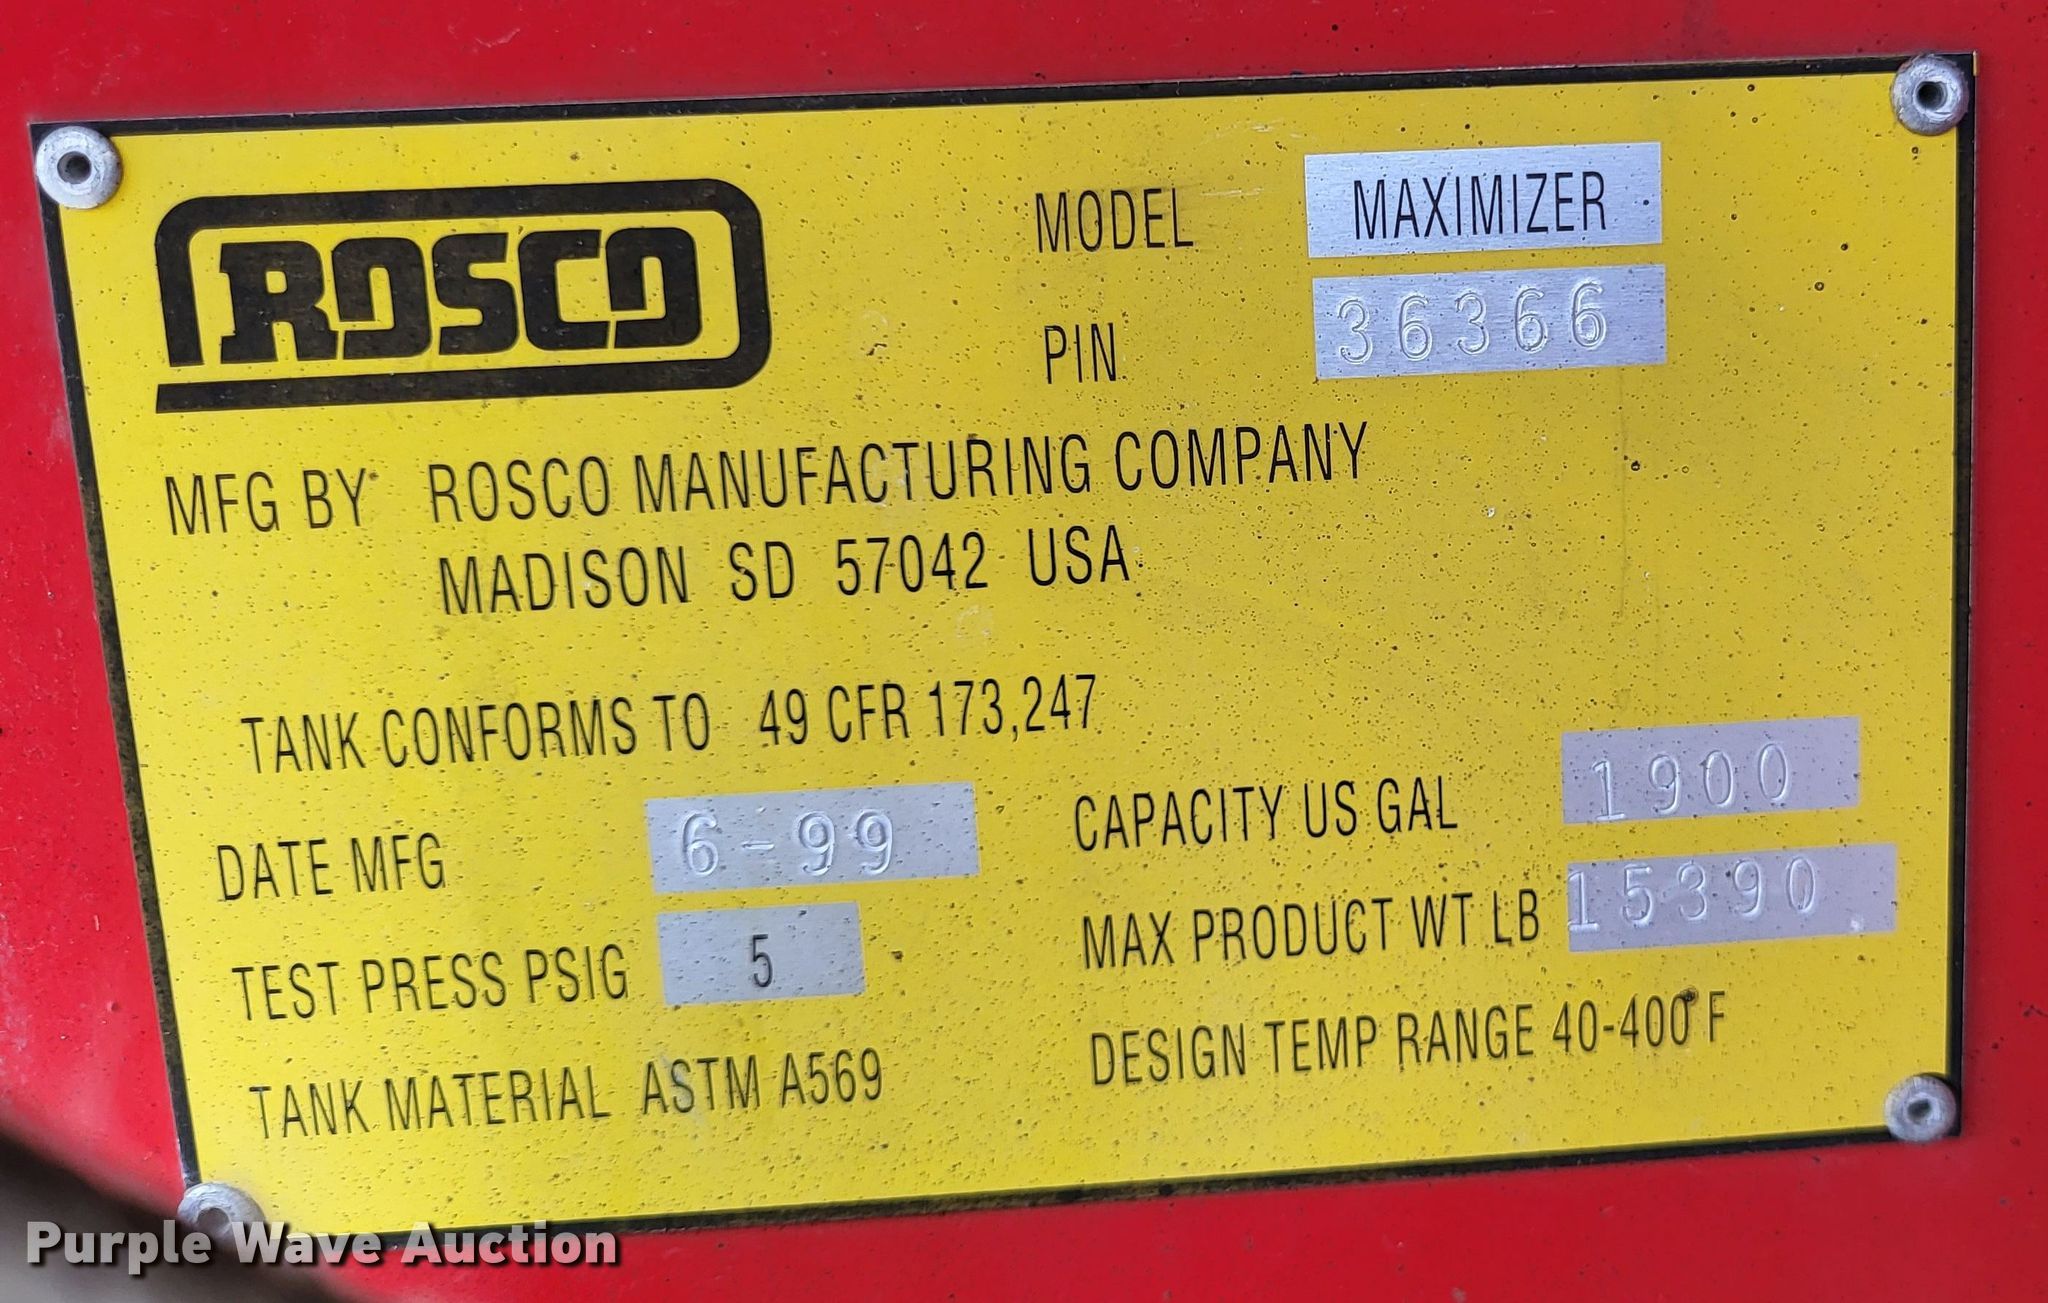 ROSCO
MODEL MAXIMIZER
PIN 36366
MFG BY ROSCO MANUFACTURING COMPANY
MADISON SD 57042 USA
TANK CONFORMS TO 49 CFR 173,247
DATE MFG 6-99
CAPACITY US GAL 1900
TEST PRESS PSIG 5
MAX PRODUCT WT LB 15390
TANK MATERIAL ASTM A569
DESIGN TEMP RANGE 40-400 F
Purple Wave Auction